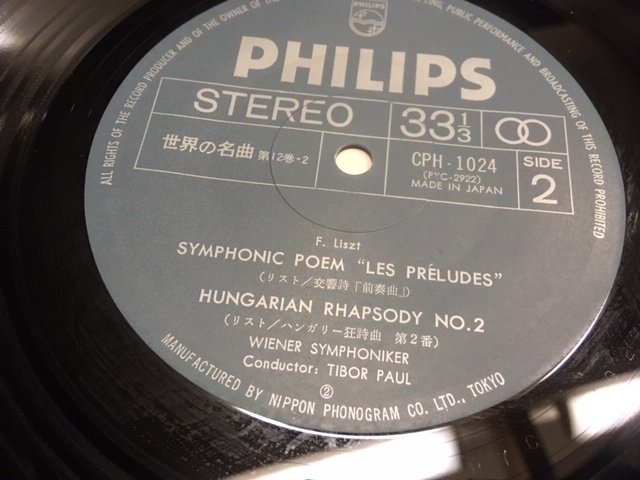 ALL RIGHTS OF THE RECORD PRODUCER AND OF THE OWNER OF THE
PUBLIC PERFORMANCE AND BROADCASTING OF THIS RECORD PROHIBITED
PHILIPS
STEREO
33 1/3
世界の名曲 第12巻-2
CPH-1024
(PYC-2922)
MADE IN JAPAN
SIDE
2
F. Liszt
SYMPHONIC POEM “LES PRÉLUDES”
(リスト/交響詩「前奏曲」)
HUNGARIAN RHAPSODY NO.2
(リスト/ハンガリー狂詩曲 第2番)
WIENER SYMPHONIKER
Conductor: TIBOR PAUL
②
MANUFACTURED BY NIPPON PHONOGRAM CO. LTD., TOKYO